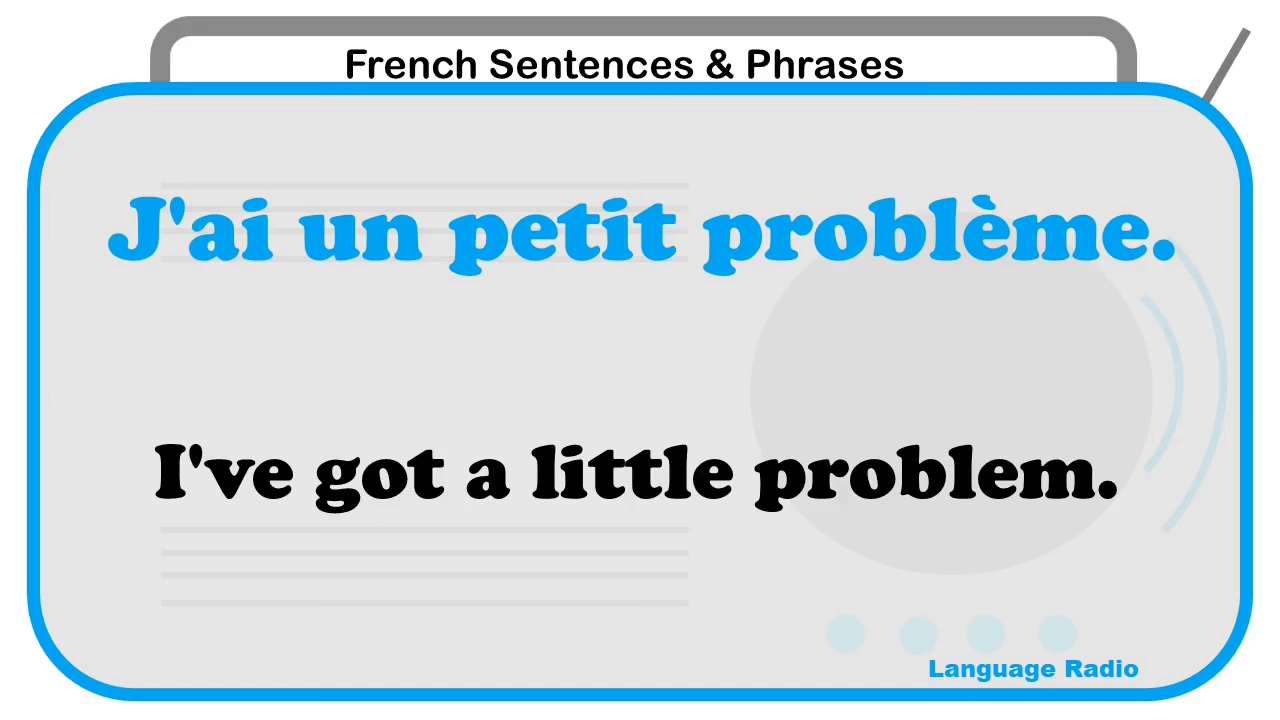 French Sentences & Phrases
J'ai un petit problème.
I've got a little problem.
Language Radio